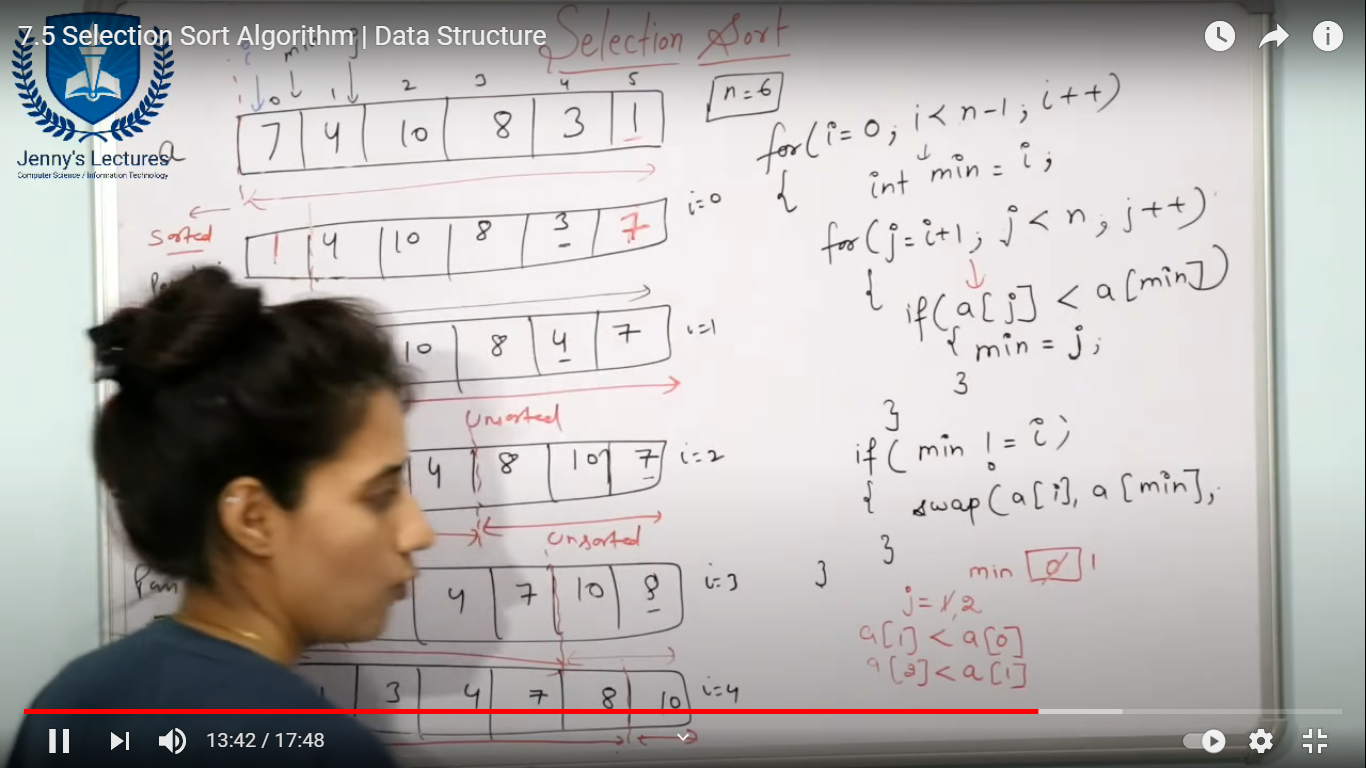 7.5 Selection Sort Algorithm | Data Structure
Jenny's Lectures
Computer Science / Information Technology
Selection Sort
i min j
0 1 2 3 4 5
n = 6
a 7 4 10 8 3 1
1 4 10 8 3 7 i=0
Sorted
10 8 4 7 i=1
Unsorted
4 8 10 7 i=2
Unsorted
4 7 10 8 i=3
3 4 7 8 10 i=4
for(i=0; i<n-1; i++)
{ int min = i;
for(j=i+1; j<n; j++)
{ if(a[j] < a[min])
{ min = j;
}
}
if(min != i)
{ swap(a[i], a[min],
}
}
min 0 1
j=1,2
a[1] < a[0]
a[2] < a[1]
13:42 / 17:48